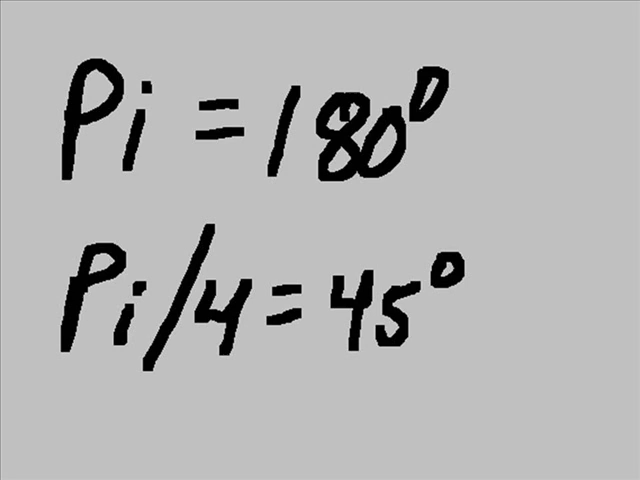 Pi = 180°
Pi/4 = 45°